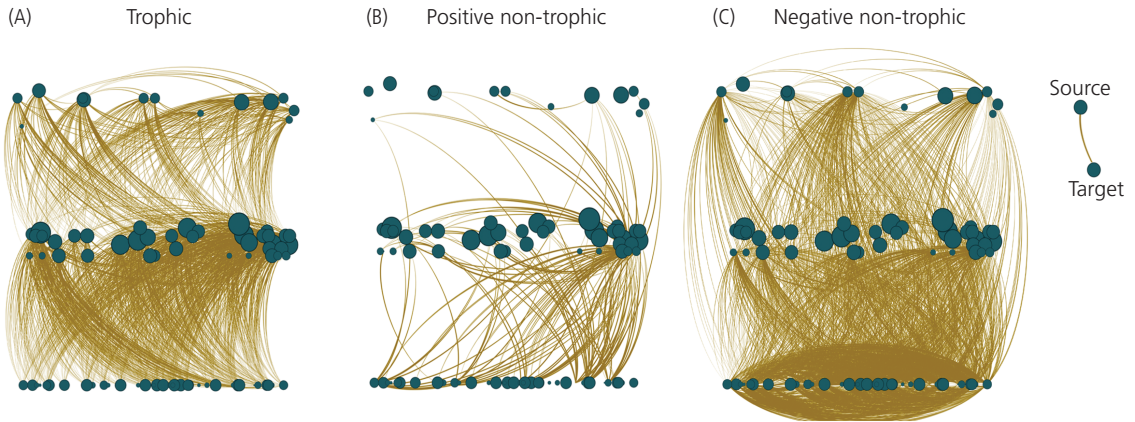 (A) Trophic
(B) Positive non-trophic
(C) Negative non-trophic
Source
Target